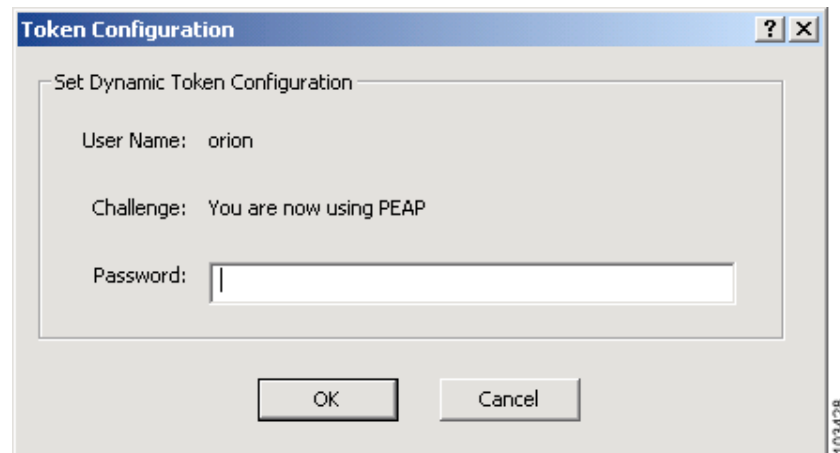 Token Configuration ? ×
Set Dynamic Token Configuration
User Name: orion
Challenge: You are now using PEAP
Password:
OK Cancel
103428